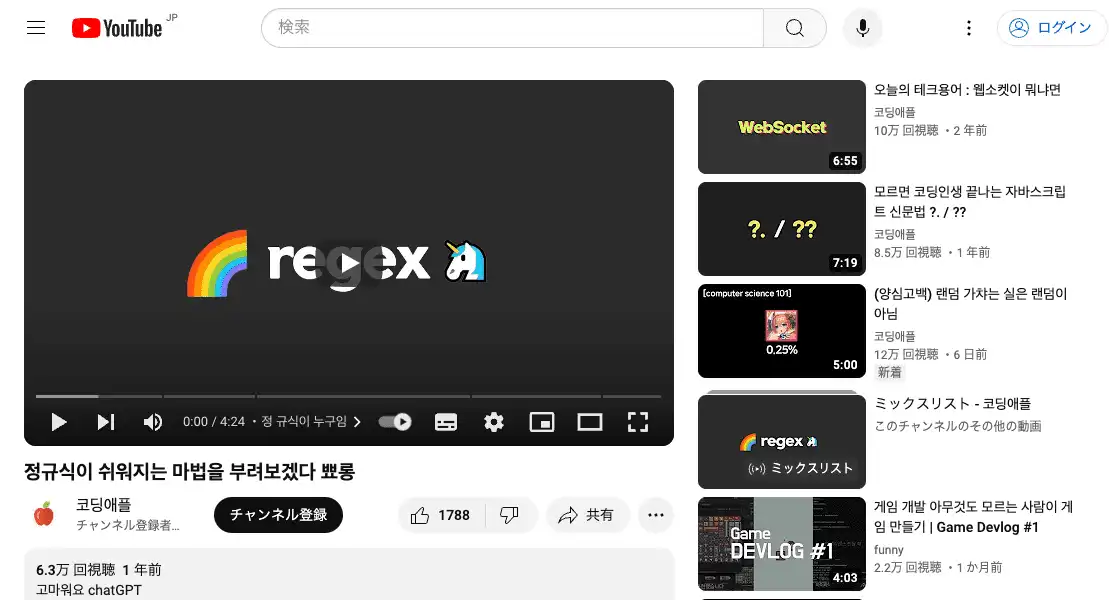 YouTube JP
検索
ログイン
regex
0:00 / 4:24 ・정규식이 누구임
정규식이 쉬워지는 마법을 부려보겠다 뾰롱
코딩애플
チャンネル登録者...
チャンネル登録
1788
共有
6.3万 回視聴 1 年前
고마워요 chatGPT
WebSocket
6:55
오늘의 테크용어 : 웹소켓이 뭐냐면
코딩애플
10万 回視聴 ・2 年前
?. / ??
7:19
모르면 코딩인생 끝나는 자바스크립
트 신문법 ?. / ??
코딩애플
8.5万 回視聴 ・1 年前
[computer science 101]
0.25%
5:00
(양심고백) 랜덤 가챠는 실은 랜덤이
아님
코딩애플
12万 回視聴 ・6 日前
新着
regex
ミックスリスト
ミックスリスト - 코딩애플
このチャンネルのその他の動画
Game
DEVLOG #1
4:03
게임 개발 아무것도 모르는 사람이 게
임 만들기 | Game Devlog #1
funny
2.2万 回視聴 ・1 か月前